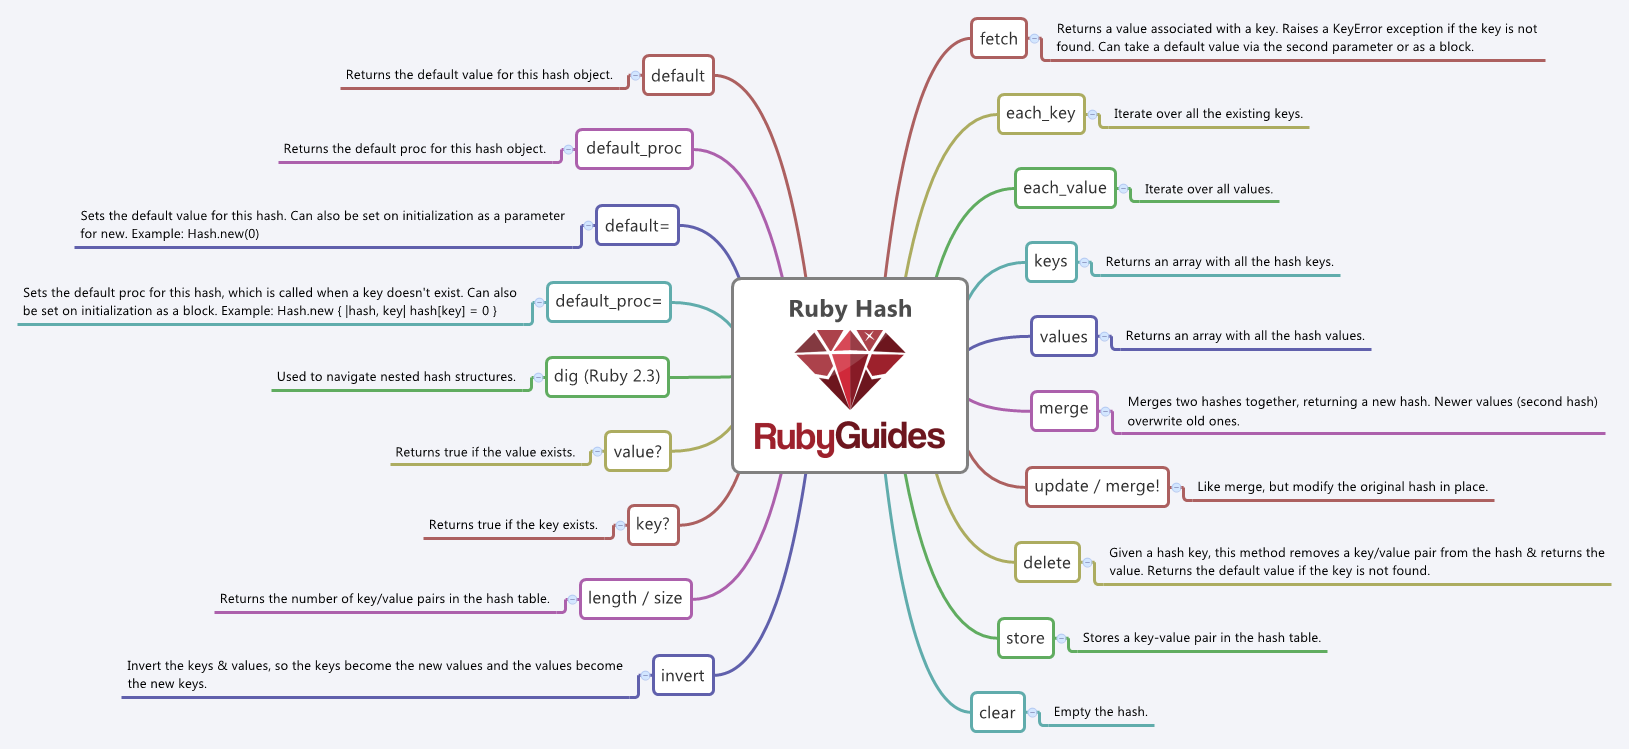 Ruby Hash
RubyGuides
fetch
Returns a value associated with a key. Raises a KeyError exception if the key is not
found. Can take a default value via the second parameter or as a block.
each_key
Iterate over all the existing keys.
each_value
Iterate over all values.
keys
Returns an array with all the hash keys.
values
Returns an array with all the hash values.
merge
Merges two hashes together, returning a new hash. Newer values (second hash)
overwrite old ones.
update / merge!
Like merge, but modify the original hash in place.
delete
Given a hash key, this method removes a key/value pair from the hash & returns the
value. Returns the default value if the key is not found.
store
Stores a key-value pair in the hash table.
clear
Empty the hash.
default
Returns the default value for this hash object.
default_proc
Returns the default proc for this hash object.
default=
Sets the default value for this hash. Can also be set on initialization as a parameter
for new. Example: Hash.new(0)
default_proc=
Sets the default proc for this hash, which is called when a key doesn't exist. Can also
be set on initialization as a block. Example: Hash.new { |hash, key| hash[key] = 0 }
dig (Ruby 2.3)
Used to navigate nested hash structures.
value?
Returns true if the value exists.
key?
Returns true if the key exists.
length / size
Returns the number of key/value pairs in the hash table.
invert
Invert the keys & values, so the keys become the new values and the values become
the new keys.